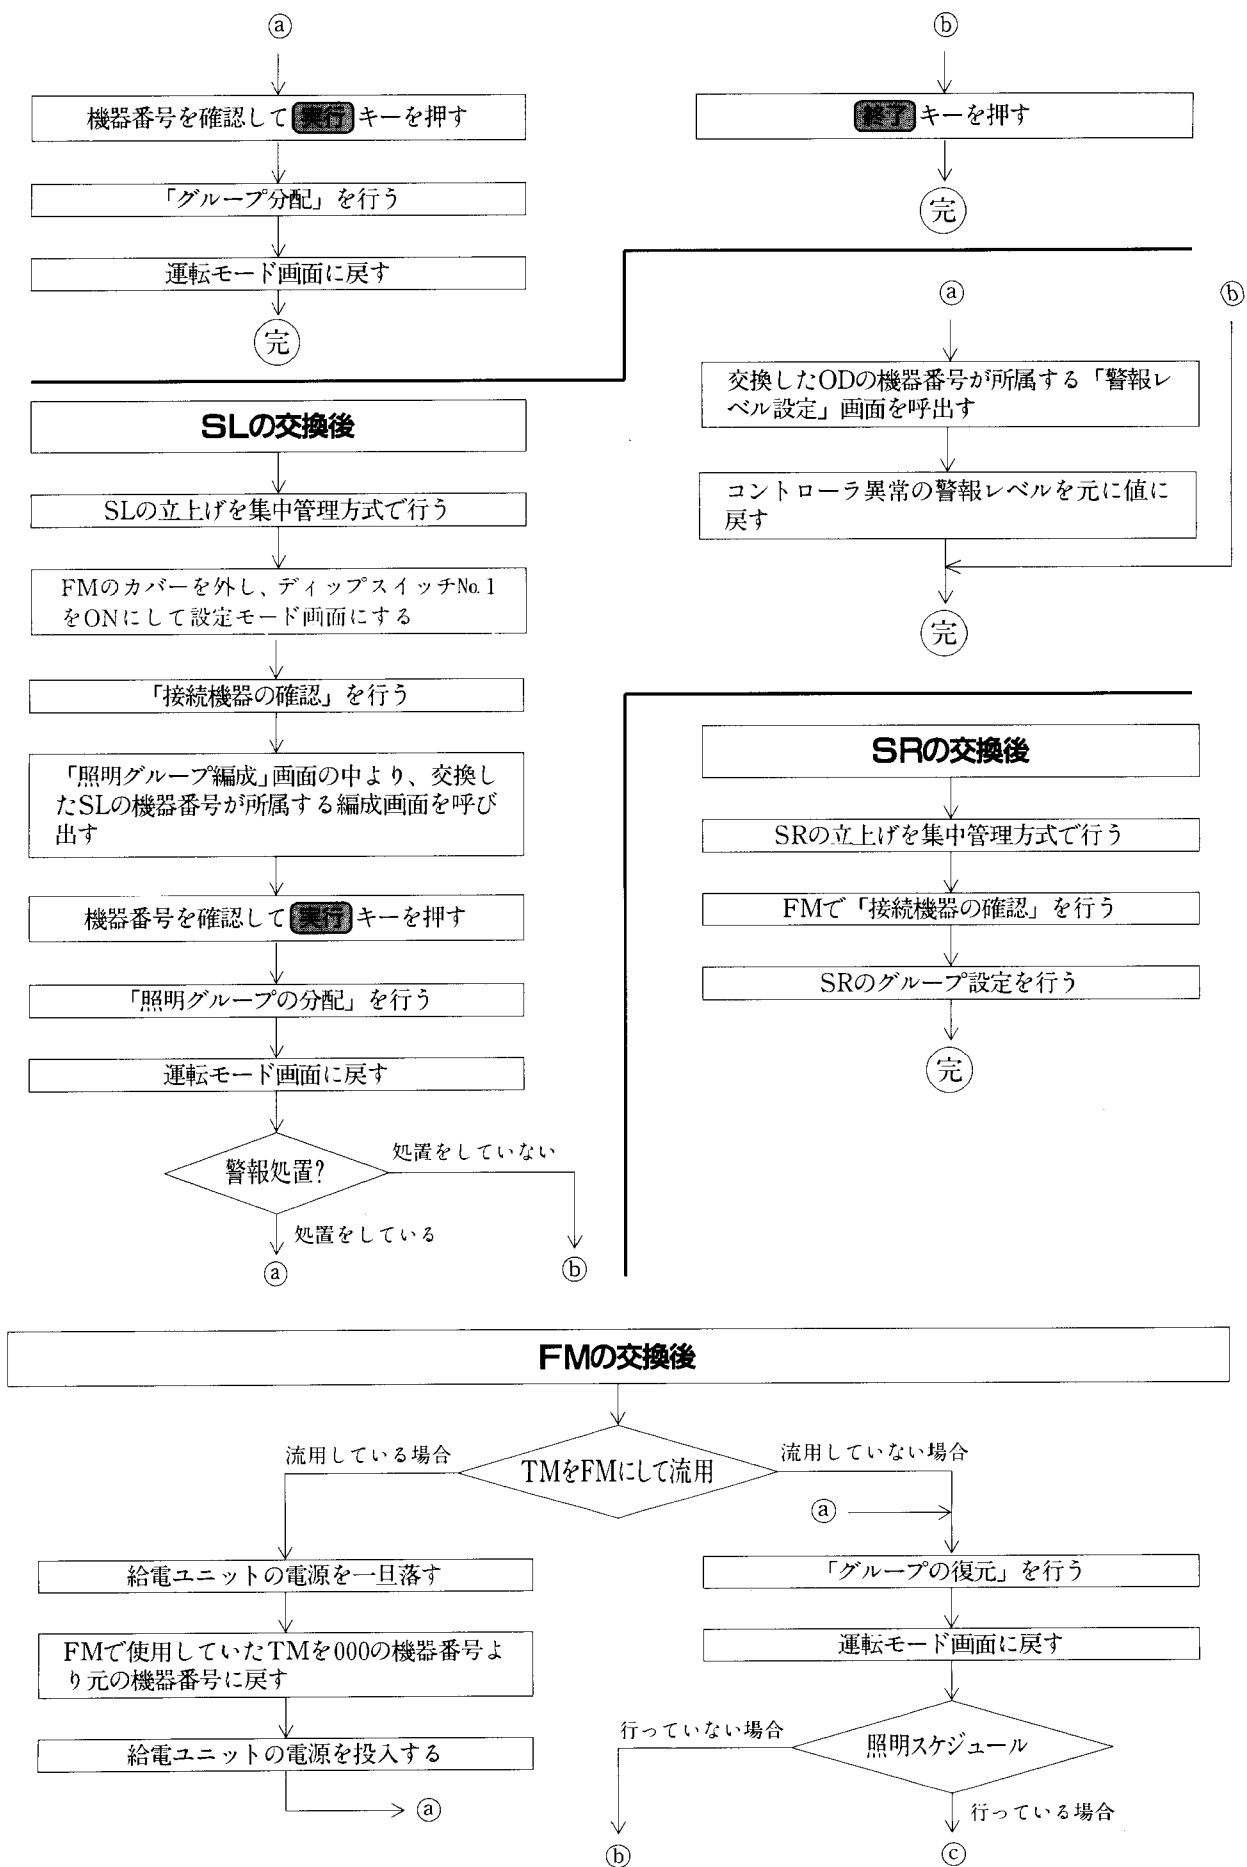 ⓐ
機器番号を確認して実行キーを押す
「グループ分配」を行う
運転モード画面に戻す
完
ⓑ
終了キーを押す
完
SLの交換後
SLの立上げを集中管理方式で行う
FMのカバーを外し、ディップスイッチNo.1
をONにして設定モード画面にする
「接続機器の確認」を行う
「照明グループ編成」画面の中より、交換し
たSLの機器番号が所属する編成画面を呼び
出す
機器番号を確認して実行キーを押す
「照明グループの分配」を行う
運転モード画面に戻す
警報処置?
処置をしていない
処置をしている
ⓐ
ⓑ
ⓐ
ⓑ
交換したODの機器番号が所属する「警報レ
ベル設定」画面を呼出す
コントローラ異常の警報レベルを元に値に
戻す
完
SRの交換後
SRの立上げを集中管理方式で行う
FMで「接続機器の確認」を行う
SRのグループ設定を行う
完
FMの交換後
TMをFMにして流用
流用している場合
流用していない場合
給電ユニットの電源を一旦落す
FMで使用していたTMを000の機器番号よ
り元の機器番号に戻す
給電ユニットの電源を投入する
ⓐ
ⓐ
「グループの復元」を行う
運転モード画面に戻す
照明スケジュール
行っていない場合
行っている場合
ⓑ
ⓒ